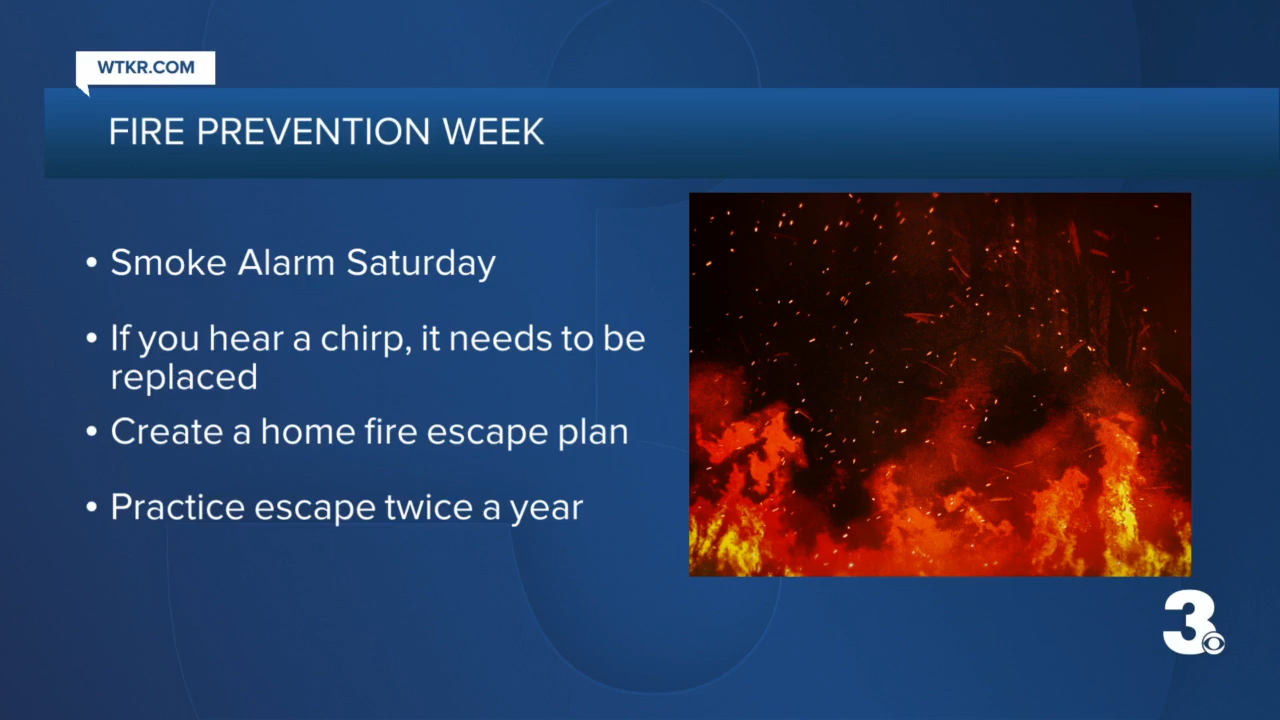 WTKR.COM
FIRE PREVENTION WEEK
• Smoke Alarm Saturday
• If you hear a chirp, it needs to be
replaced
• Create a home fire escape plan
• Practice escape twice a year
3